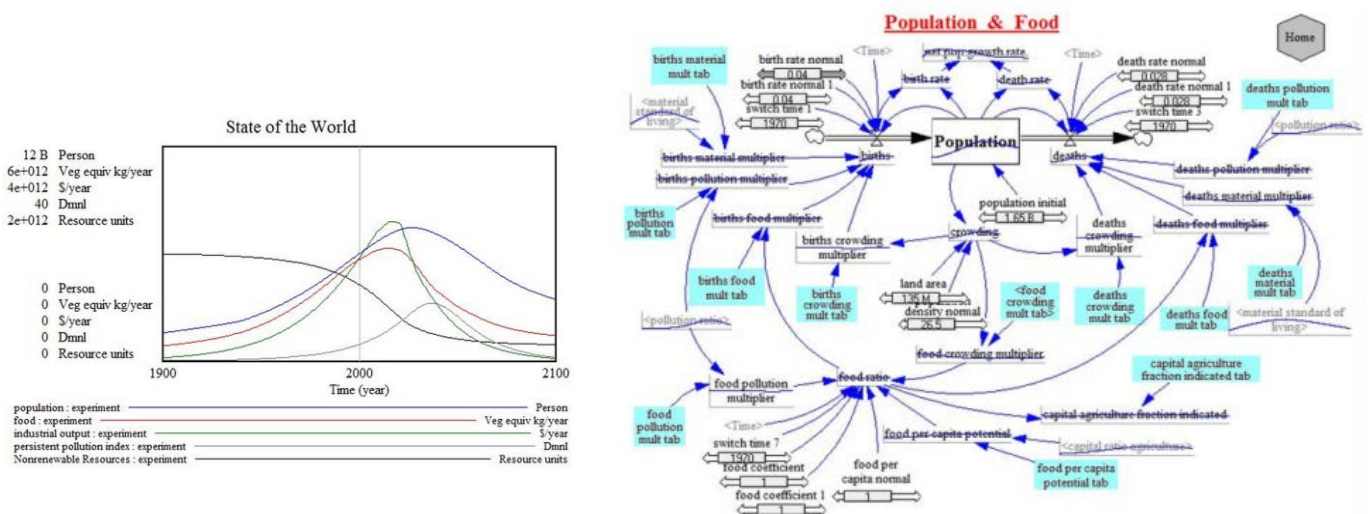 State of the World
12 B Person
6e+012 Veg equiv kg/year
4e+012 $/year
40 Dmnl
2e+012 Resource units
0 Person
0 Veg equiv kg/year
0 $/year
0 Dmnl
0 Resource units
1900 2000 2100
Time (year)
population : experiment Person
food : experiment Veg equiv kg/year
industrial output : experiment $/year
persistent pollution index : experiment Dmnl
Nonrenewable Resources : experiment Resource units
Population & Food
Home
births material
mult tab
<material
standard of
living>
birth rate normal
0.04
birth rate normal 1
0.04
switch time 1
1970
<Time>
net pop growth rate
birth rate
death rate
<Time>
death rate normal
0.028
death rate normal 1
0.028
switch time 3
1970
deaths pollution
mult tab
<pollution ratio>
births material multiplier
births
Population
deaths
births pollution multiplier
deaths pollution multiplier
deaths material multiplier
births
pollution
mult tab
births food multiplier
population initial
1.65 B
deaths food multiplier
births crowding
multiplier
crowding
deaths
crowding
multiplier
births food
mult tab
births
crowding
mult tab
land area
135 M
density normal
26.5
<food
crowding
mult tab>
deaths
crowding
mult tab
deaths food
mult tab
deaths
material
mult tab
<material standard of
living>
<pollution ratio>
food crowding multiplier
food pollution
multiplier
food ratio
capital agriculture
fraction indicated tab
food
pollution
mult tab
capital agriculture fraction indicated
<Time>
switch time 7
1970
food coefficient
1
food coefficient 1
1
food per
capita normal
1
food per capita potential
<capital ratio agriculture>
food per capita
potential tab